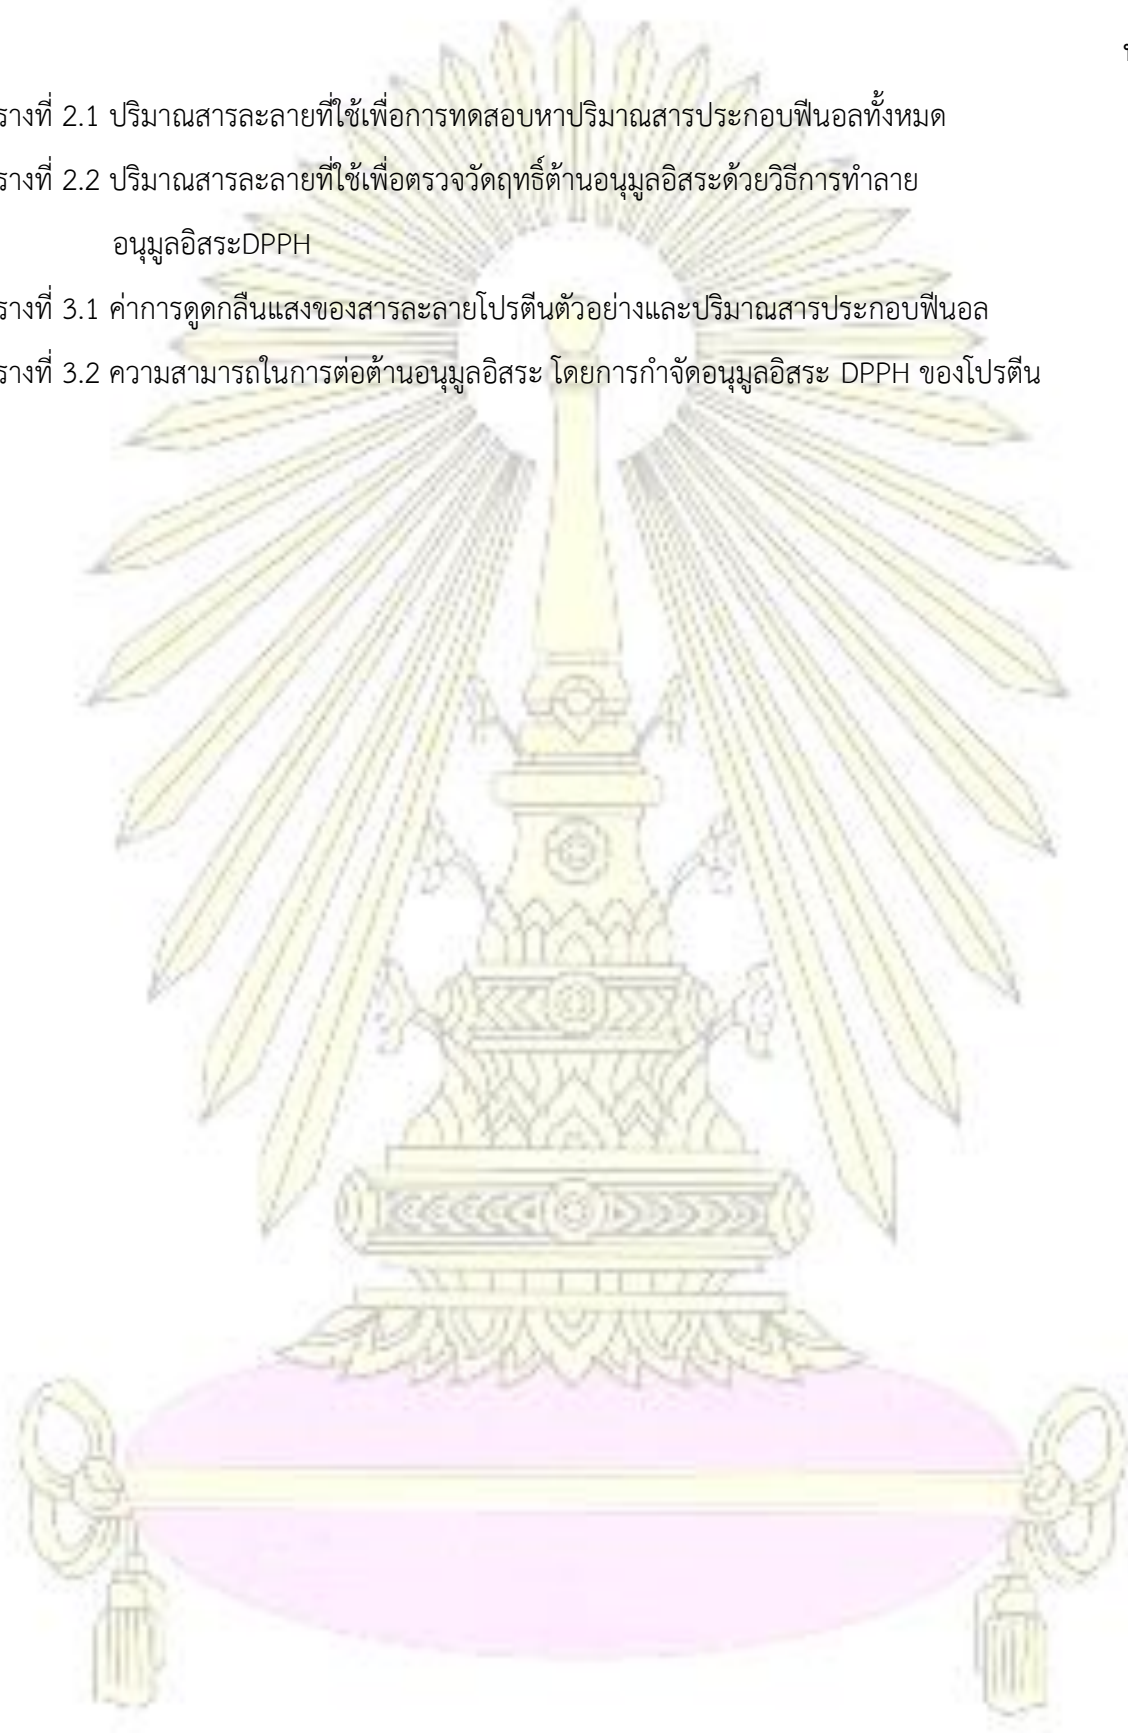 รางที่ 2.1 ปริมาณสารละลายที่ใช้เพื่อการทดสอบหาปริมาณสารประกอบฟีนอลทั้งหมด
รางที่ 2.2 ปริมาณสารละลายที่ใช้เพื่อตรวจวัดฤทธิ์ต้านอนุมูลอิสระด้วยวิธีการทำลาย
อนุมูลอิสระDPPH
รางที่ 3.1 ค่าการดูดกลืนแสงของสารละลายโปรตีนตัวอย่างและปริมาณสารประกอบฟีนอล
รางที่ 3.2 ความสามารถในการต่อต้านอนุมูลอิสระ โดยการกำจัดอนุมูลอิสระ DPPH ของโปรตีน